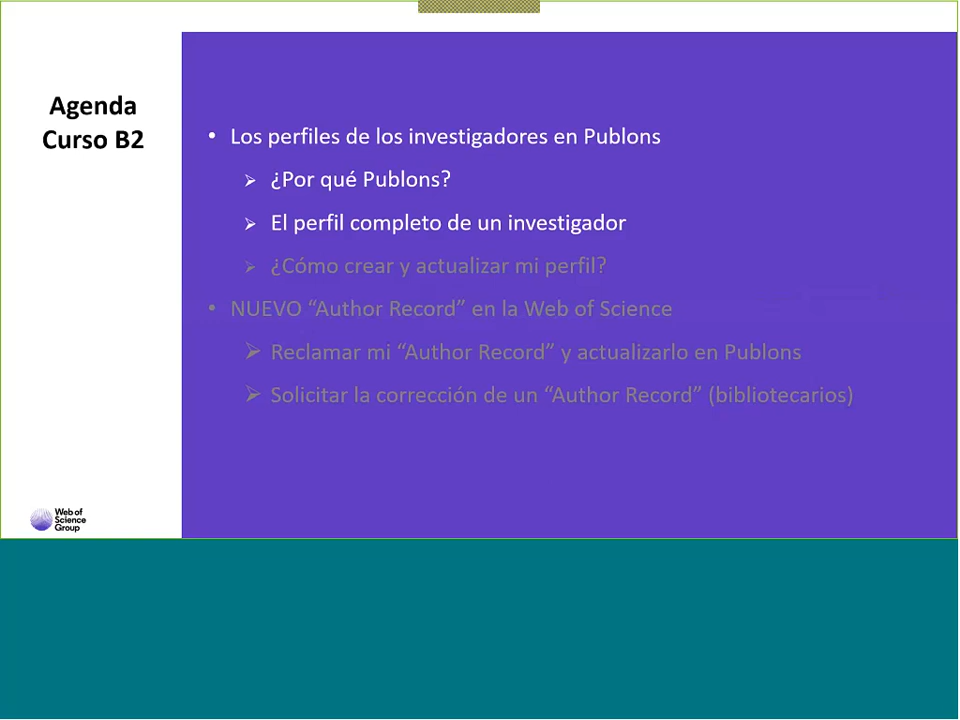 Agenda
Curso B2
• Los perfiles de los investigadores en Publons
➢ ¿Por qué Publons?
➢ El perfil completo de un investigador
➢ ¿Cómo crear y actualizar mi perfil?
• NUEVO “Author Record” en la Web of Science
➢ Reclamar mi “Author Record” y actualizarlo en Publons
➢ Solicitar la corrección de un “Author Record” (bibliotecarios)
Web of
Science
Group